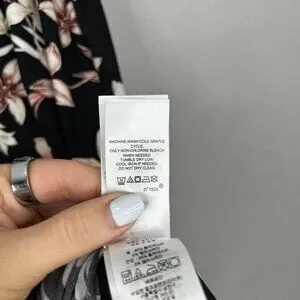 MACHINE WASH COLD GENTLE
CYCLE.
ONLY NON-CHLORINE BLEACH
WHEN NEEDED.
TUMBLE DRY LOW.
COOL IRON IF NEEDED.
DO NOT DRY CLEAN.